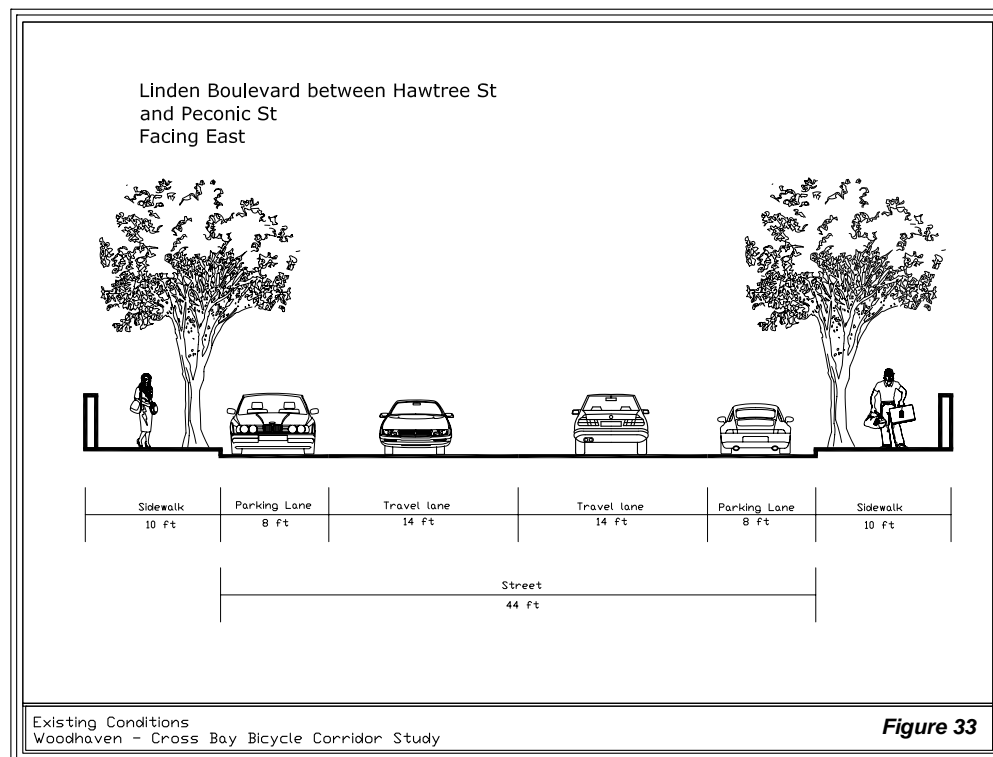 Linden Boulevard between Hawtree St
and Peconic St
Facing East
Sidewalk
Parking Lane
Travel lane
Travel lane
Parking Lane
Sidewalk
10 ft
8 ft
14 ft
14 ft
8 ft
10 ft
Street
44 ft
Existing Conditions
Woodhaven - Cross Bay Bicycle Corridor Study
Figure 33